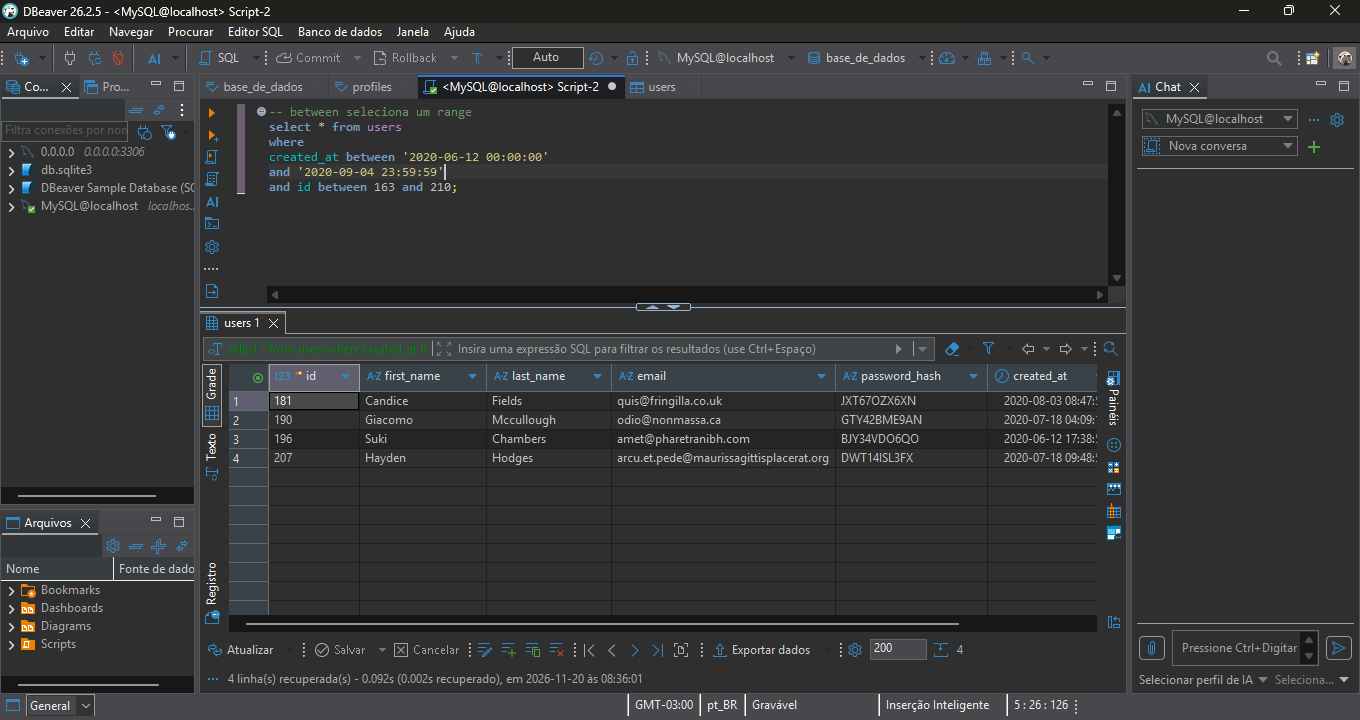 DBeaver 26.2.5 - <MySQL@localhost> Script-2
Arquivo Editar Navegar Procurar Editor SQL Banco de dados Janela Ajuda
AI SQL Commit Rollback T Auto MySQL@localhost base_de_dados
Co... Pro...
base_de_dados profiles <MySQL@localhost> Script-2 users
AI Chat
Filtra conexões por nom
0.0.0.0 0.0.0.0:3306
db.sqlite3
DBeaver Sample Database (SQ
MySQL@localhost localhos...
-- between seleciona um range
select * from users
where
created_at between '2020-06-12 00:00:00'
and '2020-09-04 23:59:59'
and id between 163 and 210;
AI
MySQL@localhost
Nova conversa
users 1
select * from users where created_at b
Insira uma expressão SQL para filtrar os resultados (use Ctrl+Espaço)
Grade
Texto
Registro
123 id A-Z first_name A-Z last_name A-Z email A-Z password_hash created_at
1 181 Candice Fields quis@fringilla.co.uk JXT67OZX6XN 2020-08-03 08:47:
2 190 Giacomo Mccullough odio@nonmassa.ca GTY42BME9AN 2020-07-18 04:09:
3 196 Suki Chambers amet@pharetranibh.com BJY34VDO6QO 2020-06-12 17:38:
4 207 Hayden Hodges arcu.et.pede@maurissagittisplacerat.org DWT14ISL3FX 2020-07-18 09:48:
Painéis
Arquivos
Nome Fonte de dado
Bookmarks
Dashboards
Diagrams
Scripts
Atualizar Salvar Cancelar Exportar dados 200 4
4 linha(s) recuperada(s) - 0.092s (0.002s recuperado), em 2026-11-20 às 08:36:01
Pressione Ctrl+Digitar
Selecionar perfil de IA Seleciona...
General
GMT-03:00 pt_BR Gravável Inserção Inteligente 5 : 26 : 126